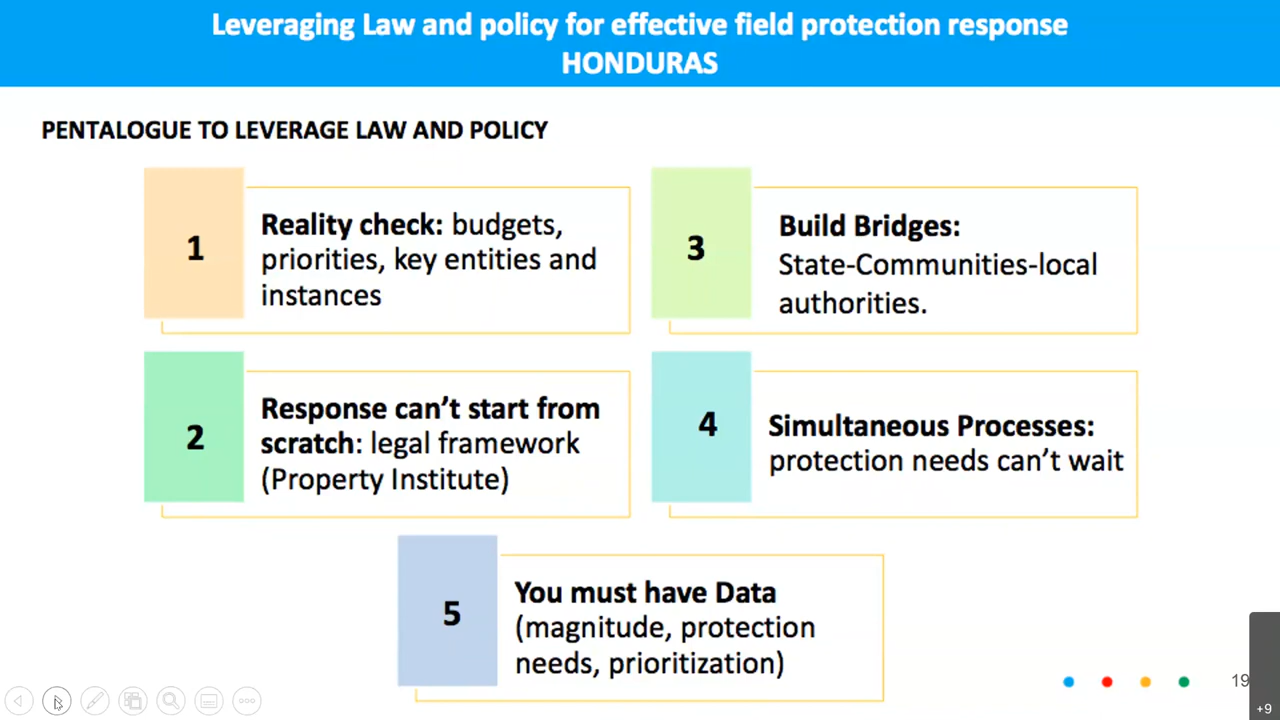 Leveraging Law and policy for effective field protection response
HONDURAS
PENTALOGUE TO LEVERAGE LAW AND POLICY
1
Reality check: budgets,
priorities, key entities and
instances
2
Response can't start from
scratch: legal framework
(Property Institute)
3
Build Bridges:
State-Communities-local
authorities.
4
Simultaneous Processes:
protection needs can't wait
5
You must have Data
(magnitude, protection
needs, prioritization)
19
+9